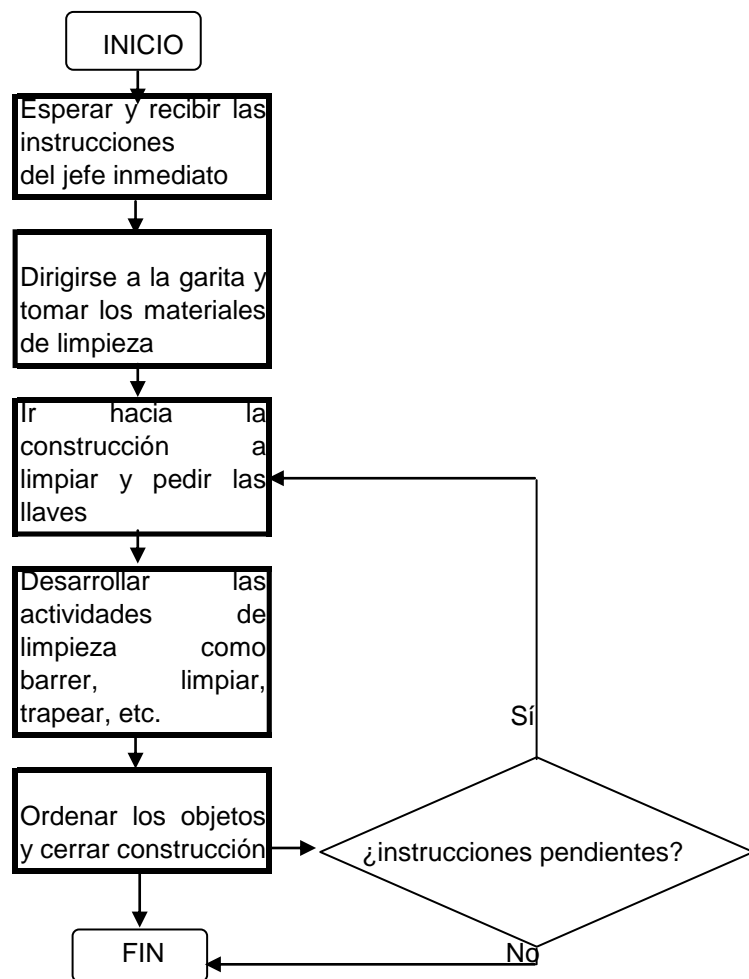 INICIO
Esperar y recibir las
instrucciones
del jefe inmediato
Dirigirse a la garita y
tomar los materiales
de limpieza
Ir hacia la
construcción a
limpiar y pedir las
llaves
Desarrollar las
actividades de
limpieza como
barrer, limpiar,
trapear, etc.
Sí
Ordenar los objetos
y cerrar construcción
¿instrucciones pendientes?
No
FIN